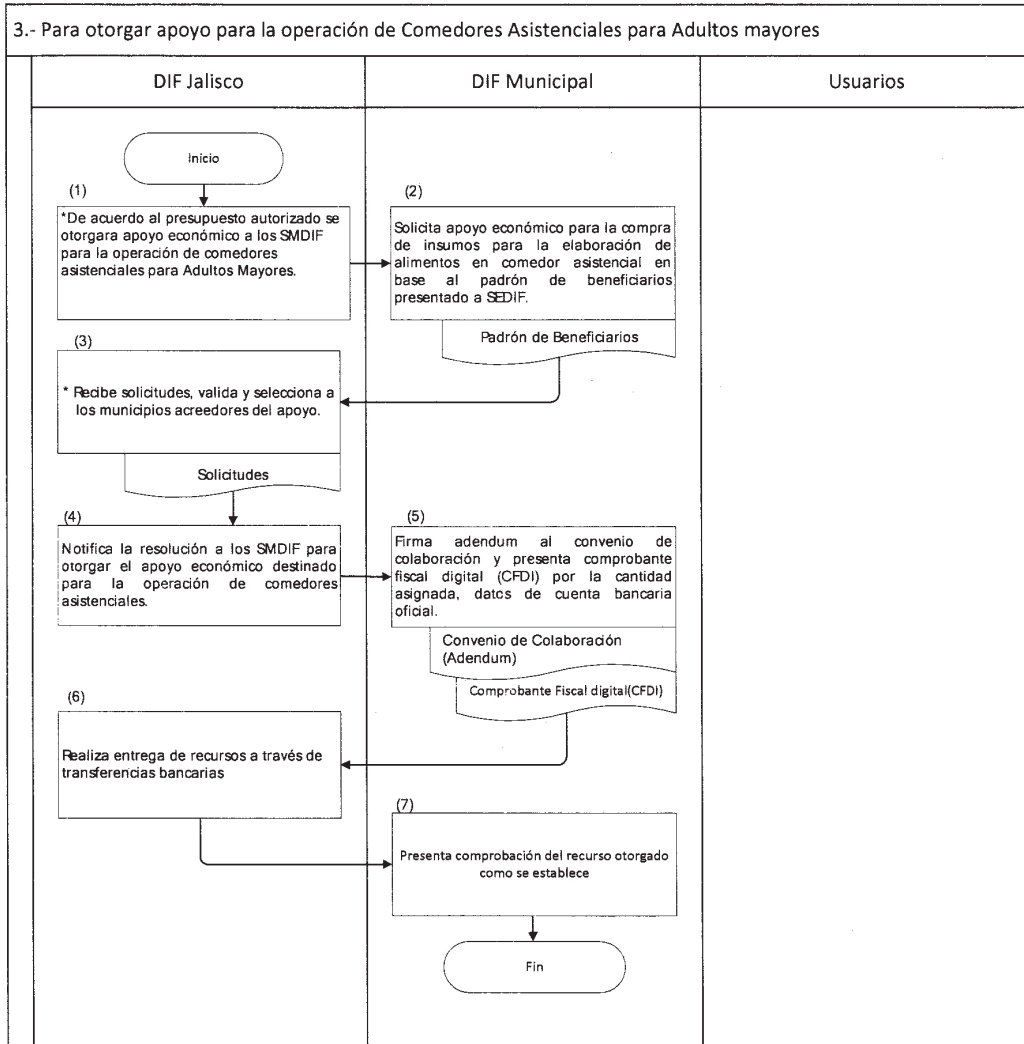 3.- Para otorgar apoyo para la operación de Comedores Asistenciales para Adultos mayores
DIF Jalisco
DIF Municipal
Usuarios
Inicio
(1)
*De acuerdo al presupuesto autorizado se
otorgara apoyo económico a los SMDIF
para la operación de comedores
asistenciales para Adultos Mayores.
(2)
Solicita apoyo económico para la compra
de insumos para la elaboración de
alimentos en comedor asistencial en
base al padrón de beneficiarios
presentado a SEDIF.
Padrón de Beneficiarios
(3)
* Recibe solicitudes, valida y selecciona a
los municipios acreedores del apoyo.
Solicitudes
(4)
Notifica la resolución a los SMDIF para
otorgar el apoyo económico destinado
para la operación de comedores
asistenciales.
(5)
Firma adendum al convenio de
colaboración y presenta comprobante
fiscal digital (CFDI) por la cantidad
asignada, datos de cuenta bancaria
oficial.
Convenio de Colaboración
(Adendum)
Comprobante Fiscal digital(CFDI)
(6)
Realiza entrega de recursos a través de
transferencias bancarias
(7)
Presenta comprobación del recurso otorgado
como se establece
Fin